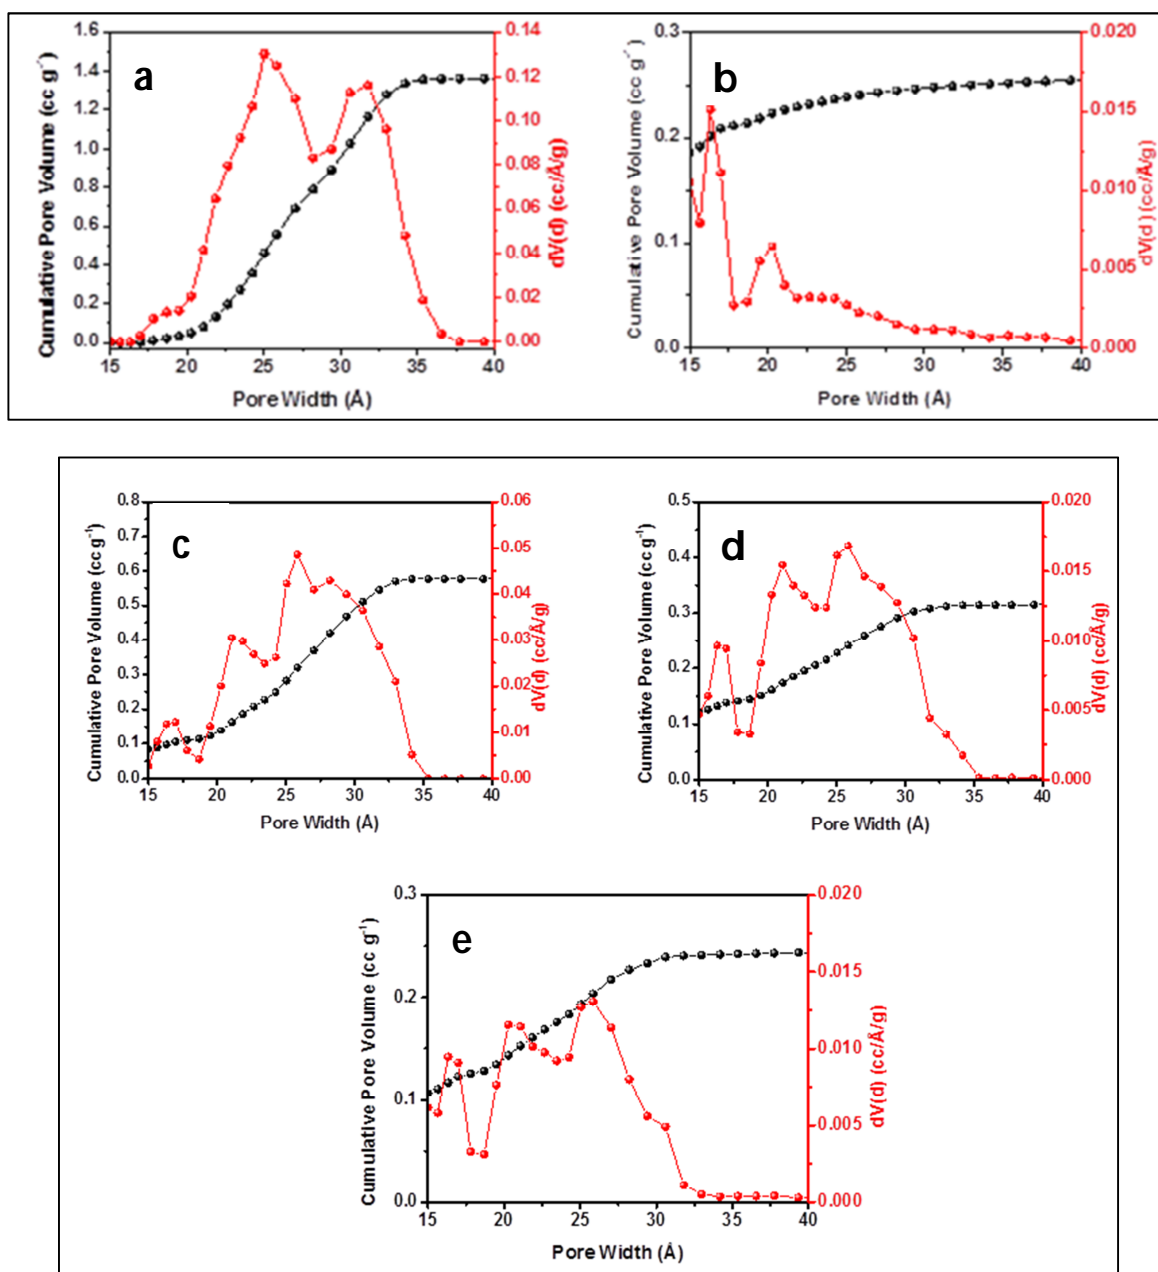 a
Cumulative Pore Volume (cc g⁻¹)
1.6
1.4
1.2
1.0
0.8
0.6
0.4
0.2
0.0
0.14
0.12
0.10
0.08
0.06
0.04
0.02
0.00
dV(d) (cc/Å/g)
15 20 25 30 35 40
Pore Width (Å)
b
Cumulative Pore Volume (cc g⁻¹)
0.3
0.2
0.1
0.0
0.020
0.015
0.010
0.005
0.000
dV(d) (cc/Å/g)
15 20 25 30 35 40
Pore Width (Å)
c
Cumulative Pore Volume (cc g⁻¹)
0.8
0.7
0.6
0.5
0.4
0.3
0.2
0.1
0.0
0.06
0.05
0.04
0.03
0.02
0.01
0.00
dV(d) (cc/Å/g)
15 20 25 30 35 40
Pore Width (Å)
d
Cumulative Pore Volume (cc g⁻¹)
0.5
0.4
0.3
0.2
0.1
0.0
0.020
0.015
0.010
0.005
0.000
dV(d) (cc/Å/g)
15 20 25 30 35 40
Pore Width (Å)
e
Cumulative Pore Volume (cc g⁻¹)
0.3
0.2
0.1
0.0
0.020
0.015
0.010
0.005
0.000
dV(d) (cc/Å/g)
15 20 25 30 35 40
Pore Width (Å)